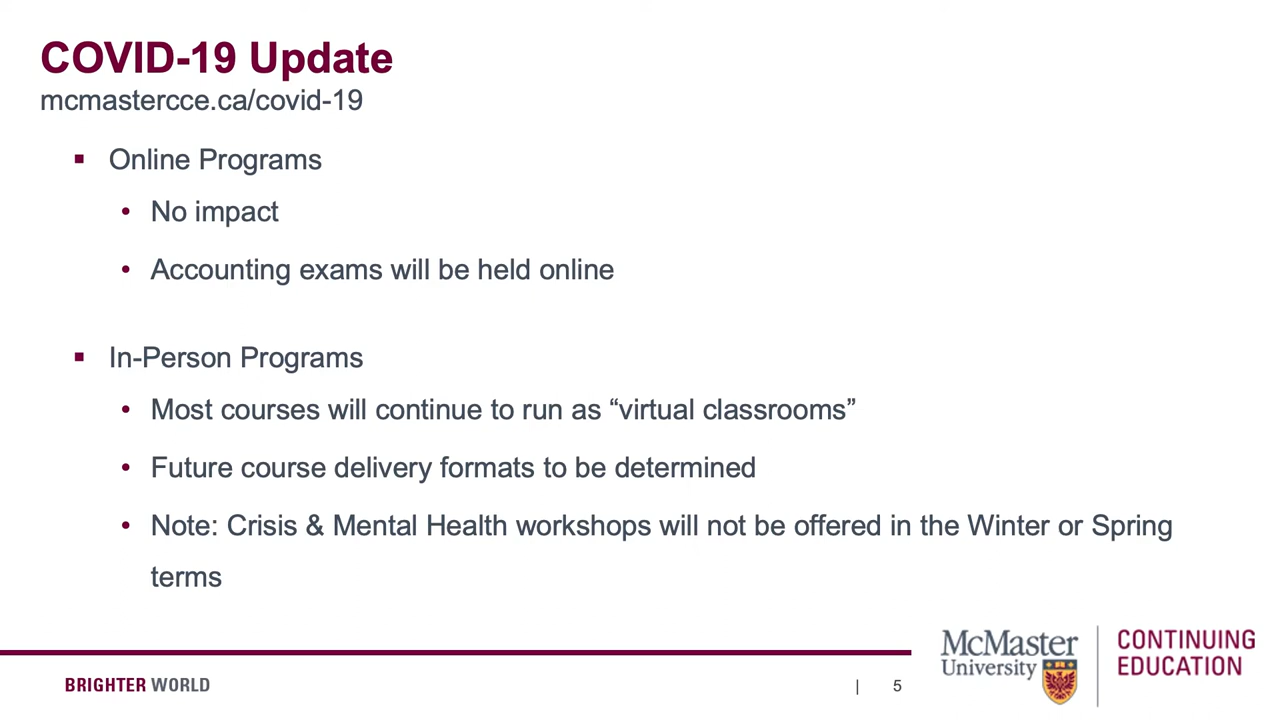 COVID-19 Update
mcmastercce.ca/covid-19
▪ Online Programs
• No impact
• Accounting exams will be held online
▪ In-Person Programs
• Most courses will continue to run as “virtual classrooms”
• Future course delivery formats to be determined
• Note: Crisis & Mental Health workshops will not be offered in the Winter or Spring
terms
BRIGHTER WORLD
| 5
McMaster
University
CONTINUING
EDUCATION